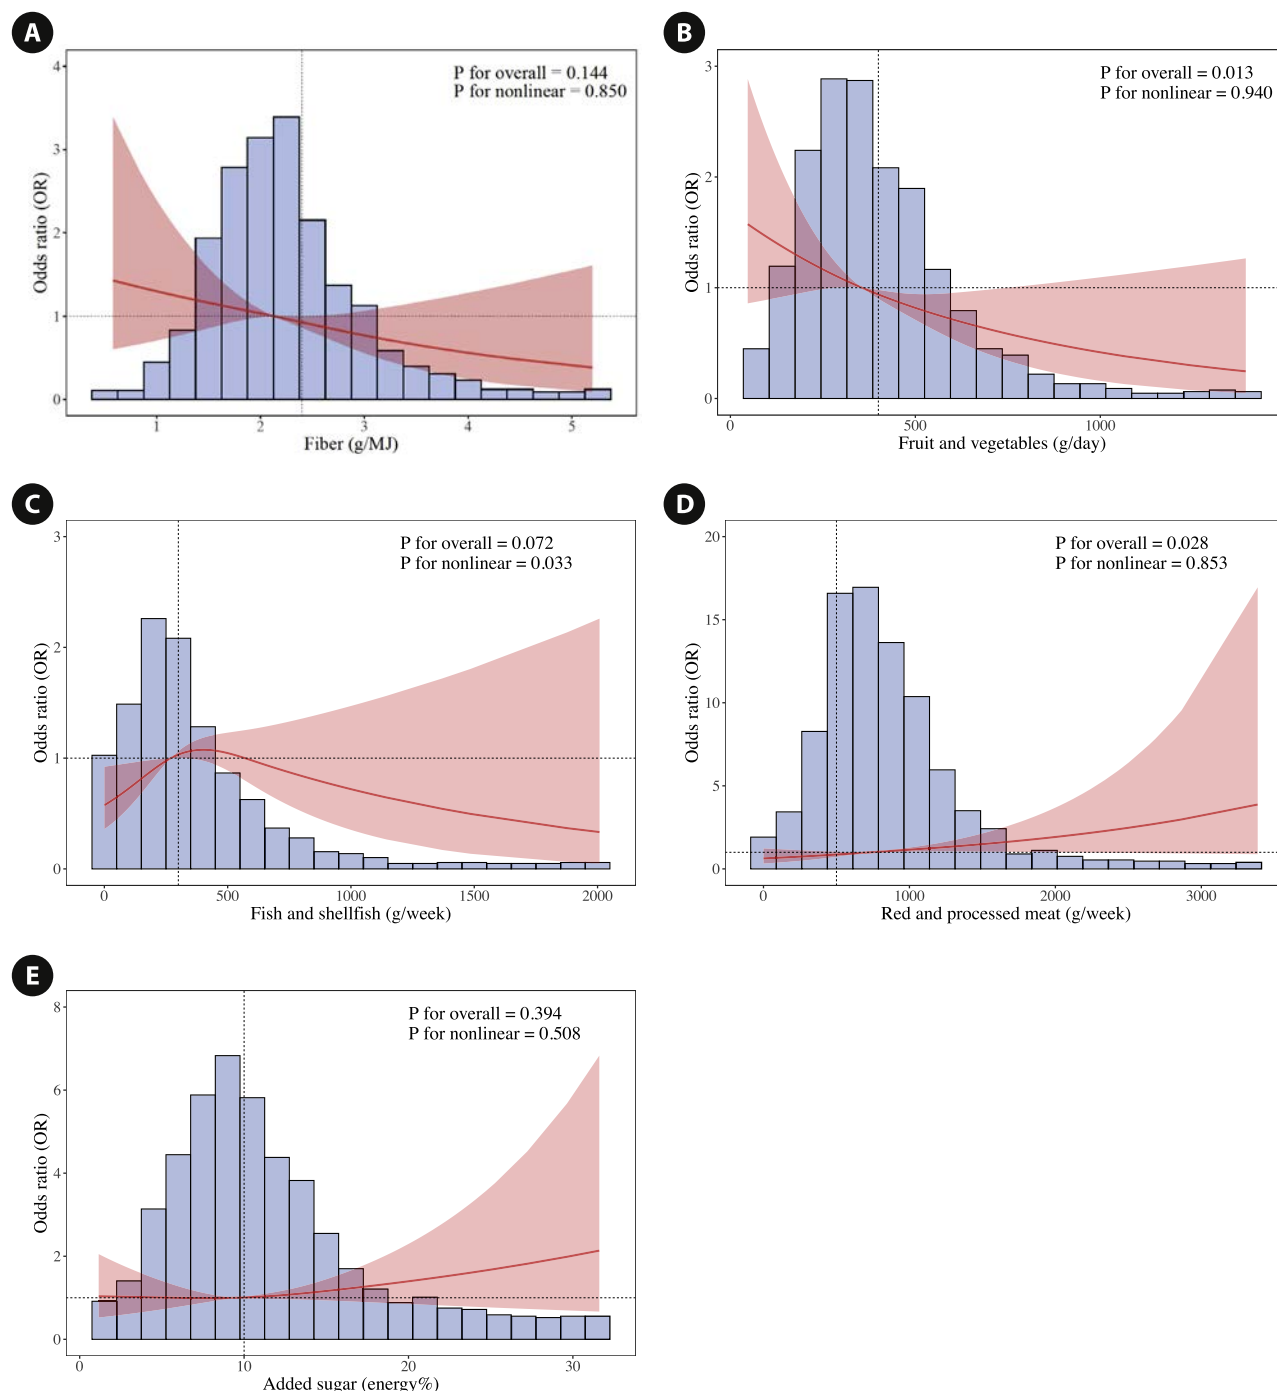 A
P for overall = 0.144
P for nonlinear = 0.850
4
3
2
1
0
Odds ratio (OR)
1 2 3 4 5
Fiber (g/MJ)
B
P for overall = 0.013
P for nonlinear = 0.940
3
2
1
0
Odds ratio (OR)
0 500 1000
Fruit and vegetables (g/day)
C
P for overall = 0.072
P for nonlinear = 0.033
3
2
1
0
Odds ratio (OR)
0 500 1000 1500 2000
Fish and shellfish (g/week)
D
P for overall = 0.028
P for nonlinear = 0.853
20
15
10
5
0
Odds ratio (OR)
0 1000 2000 3000
Red and processed meat (g/week)
E
P for overall = 0.394
P for nonlinear = 0.508
8
6
4
2
0
Odds ratio (OR)
0 10 20 30
Added sugar (energy%)